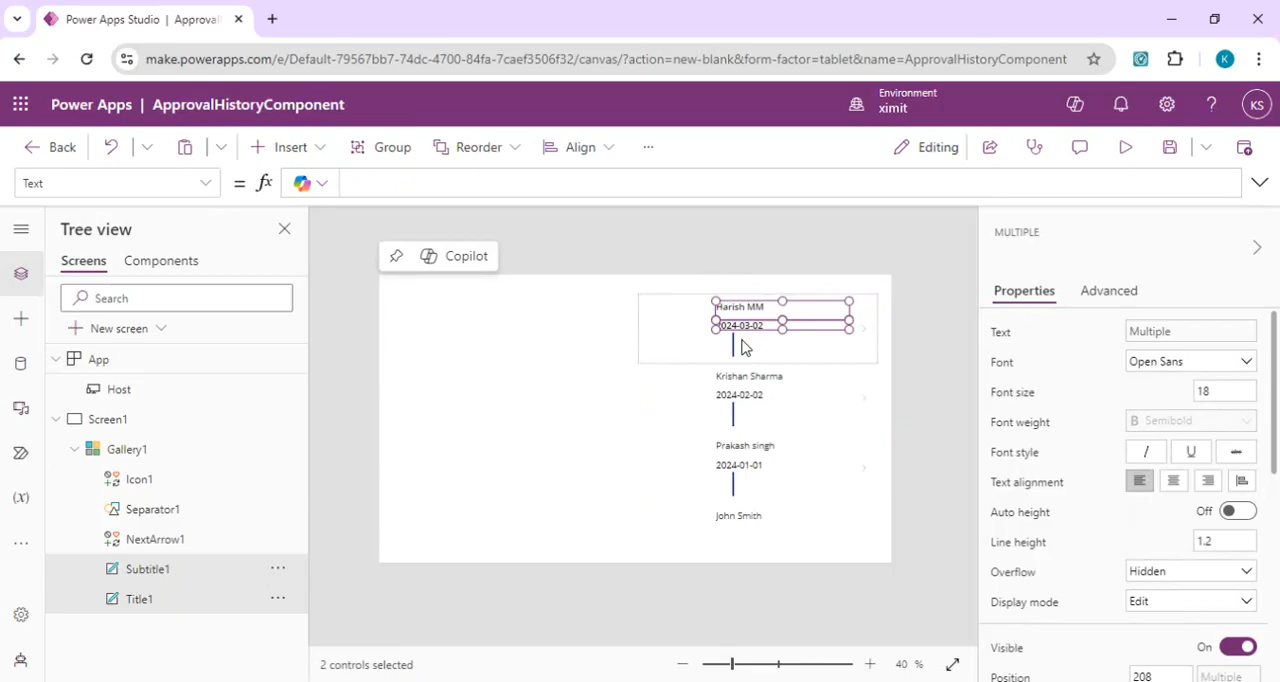 Power Apps Studio | Approval
make.powerapps.com/e/Default-79567bb7-74dc-4700-84fa-7caef3506f32/canvas/?action=new-blank&form-factor=tablet&name=ApprovalHistoryComponent
K
Power Apps | ApprovalHistoryComponent
Environment
ximit
KS
Back
Insert
Group
Reorder
Align
Editing
Text
= fx
Tree view
Screens Components
Search
New screen
App
Host
Screen1
Gallery1
Icon1
Separator1
NextArrow1
Subtitle1
Title1
Copilot
Harish MM
2024-03-02
Krishan Sharma
2024-02-02
Prakash singh
2024-01-01
John Smith
2 controls selected
40 %
MULTIPLE
Properties Advanced
Text Multiple
Font Open Sans
Font size 18
Font weight B Semibold
Font style / U abc
Text alignment
Auto height Off
Line height 1.2
Overflow Hidden
Display mode Edit
Visible On
Position 208 Multiple